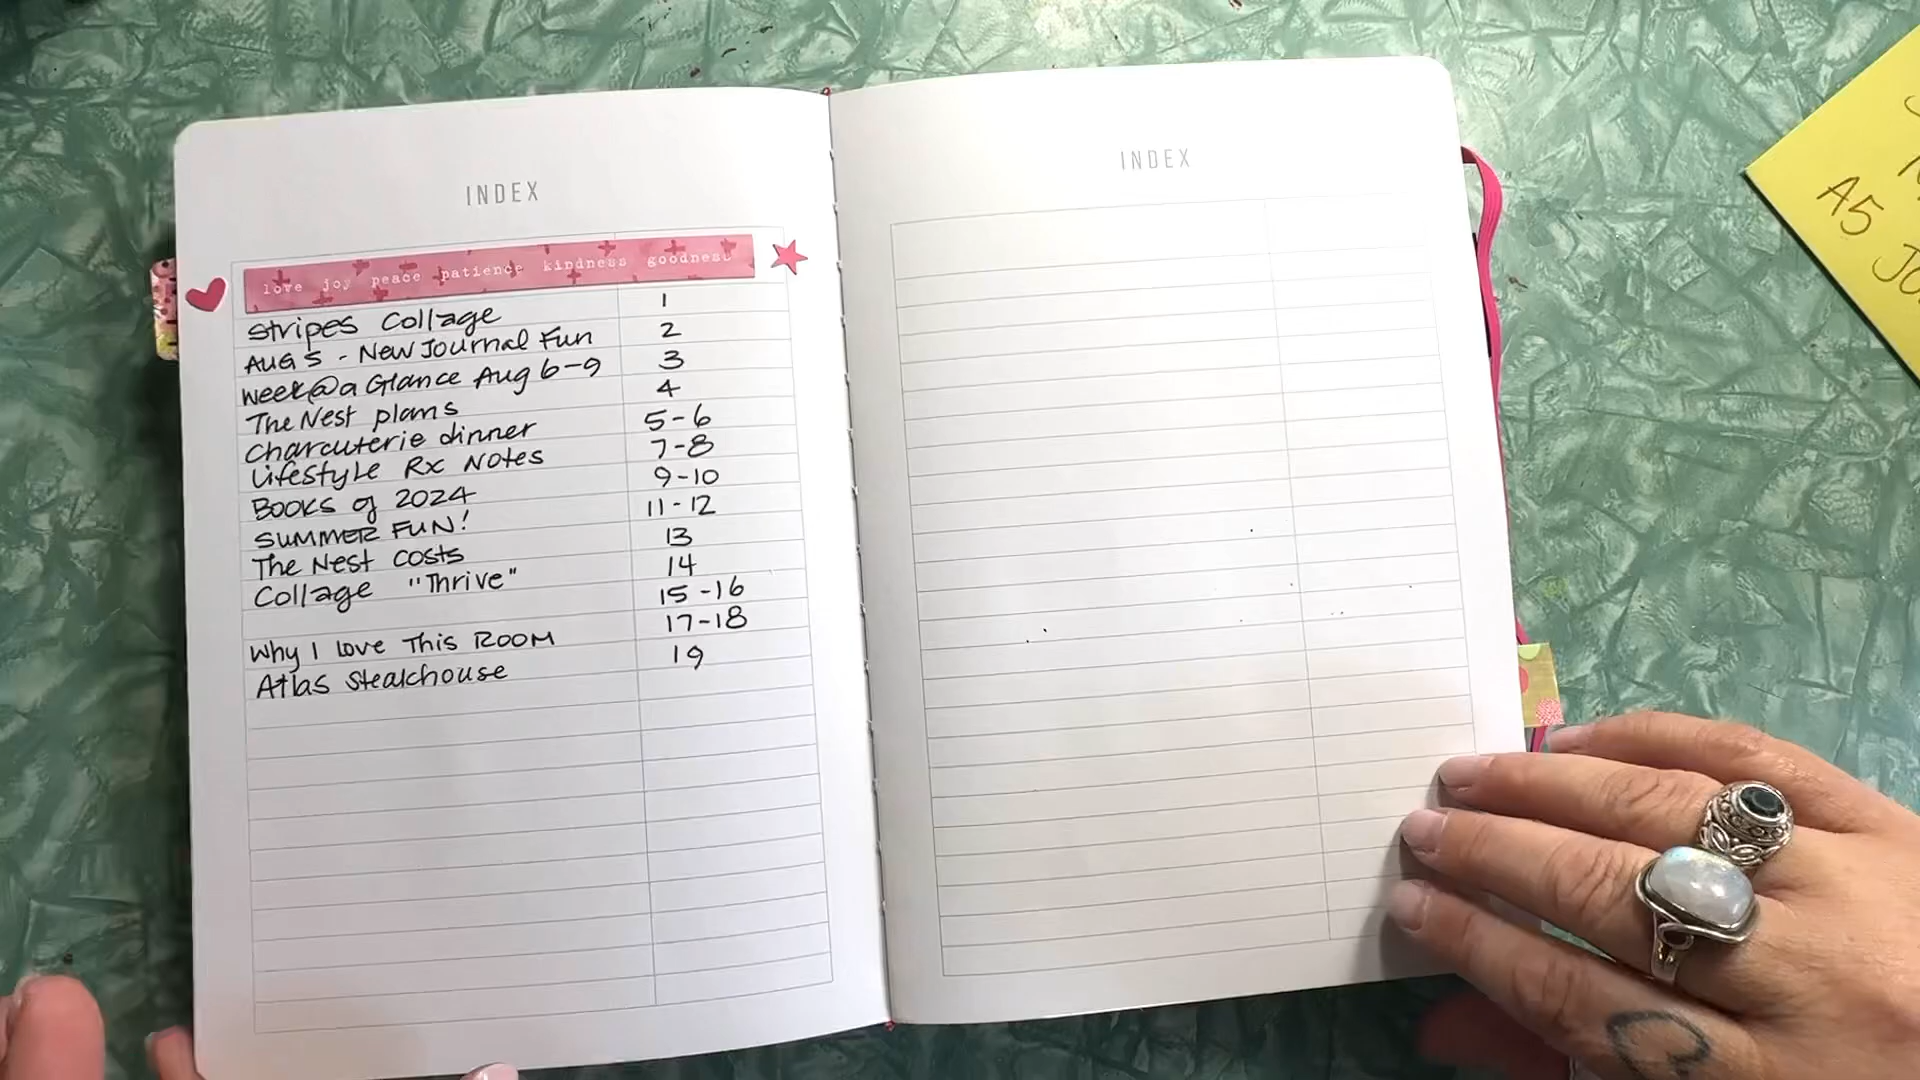 INDEX
love joy peace patience kindness goodness
Stripes Collage 1
Aug 5 - New Journal Fun 2
Week@a Glance Aug 6-9 3
The Nest plans 4
Charcuterie dinner 5-6
Lifestyle Rx Notes 7-8
Books of 2024 9-10
SUMMER FUN! 11-12
The Nest Costs 13
Collage "Thrive" 14
15-16
Why I Love This Room 17-18
Atlas Steakhouse 19
INDEX
A5